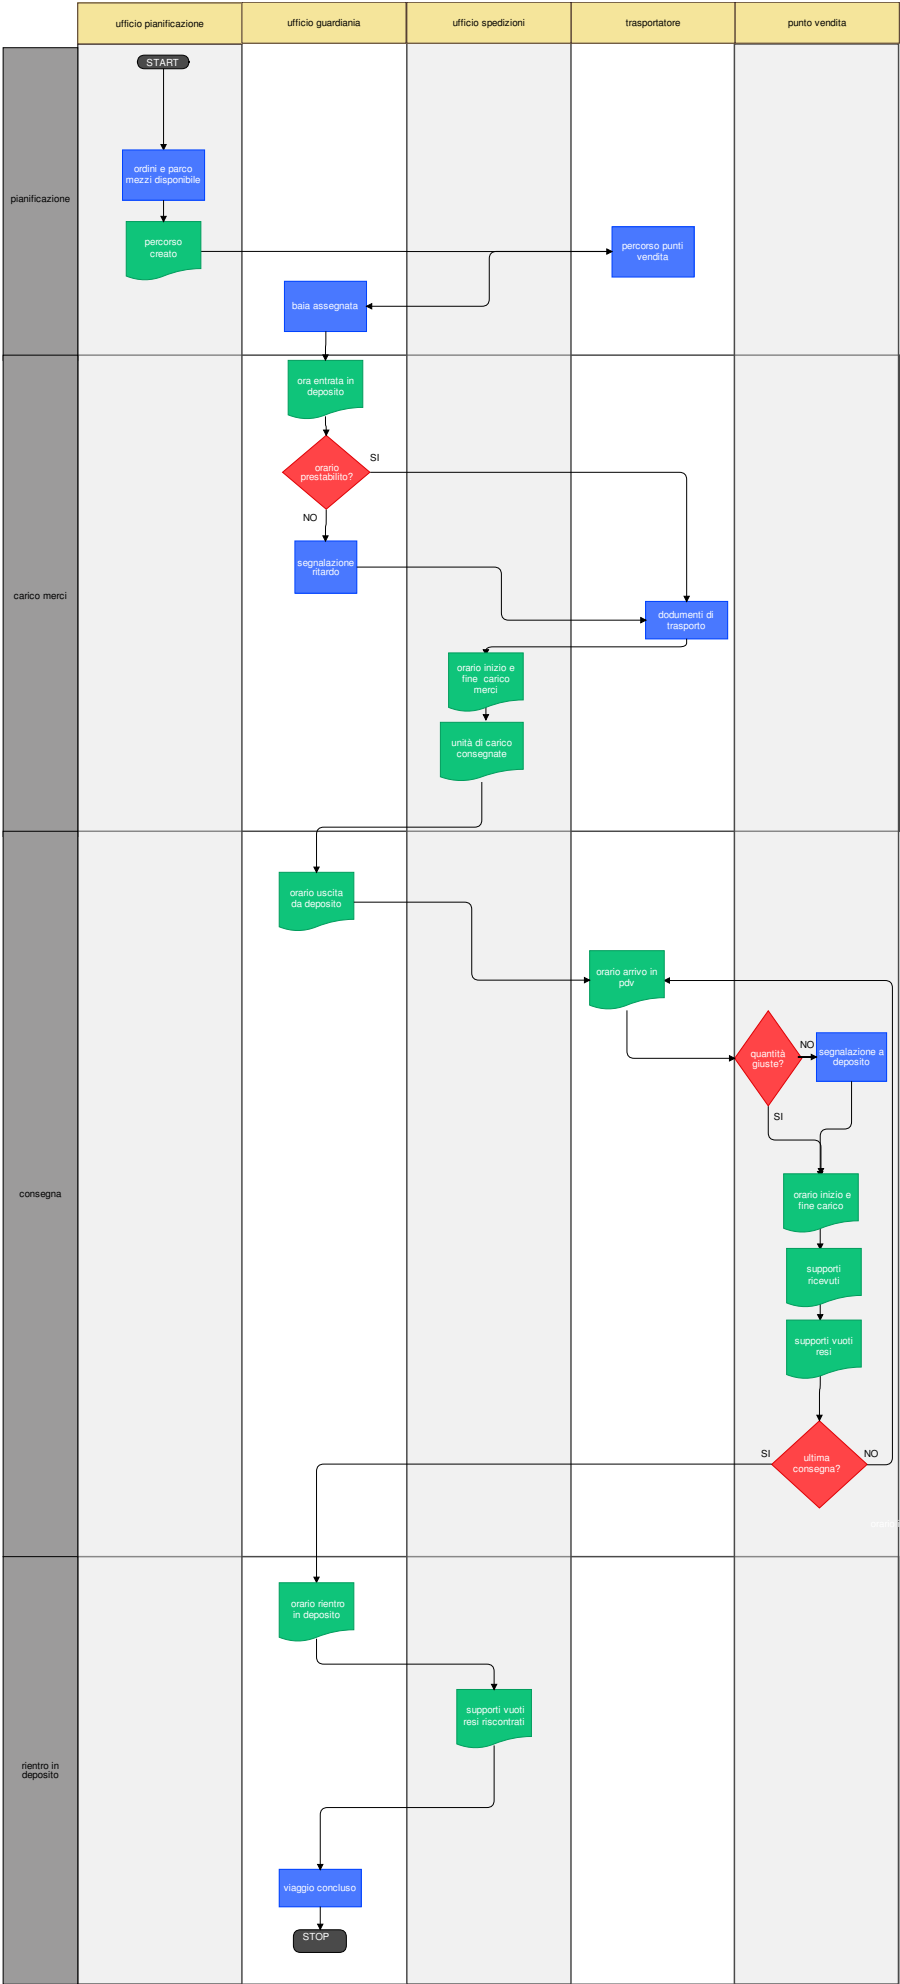 ufficio pianificazione
ufficio guardiania
ufficio spedizioni
trasportatore
punto vendita
START
ordini e parco
mezzi disponibile
pianificazione
percorso
creato
percorso punti
vendita
baia assegnata
ora entrata in
deposito
SI
orario
prestabilito?
NO
segnalazione
ritardo
carico merci
dodumenti di
trasporto
orario inizio e
fine carico
merci
unità di carico
consegnate
orario uscita
da deposito
orario arrivo in
pdv
quantità
giuste?
NO
segnalazione a
deposito
SI
consegna
orario inizio e
fine carico
supporti
ricevuti
supporti vuoti
resi
SI
ultima
consegna?
NO
orario rientro
in deposito
supporti vuoti
resi riscontrati
rientro in
deposito
viaggio concluso
STOP